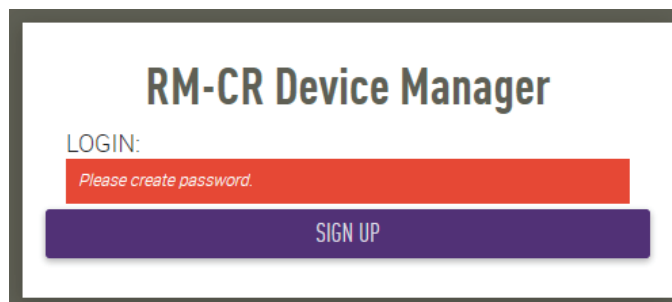 RM-CR Device Manager
LOGIN:
Please create password.
SIGN UP